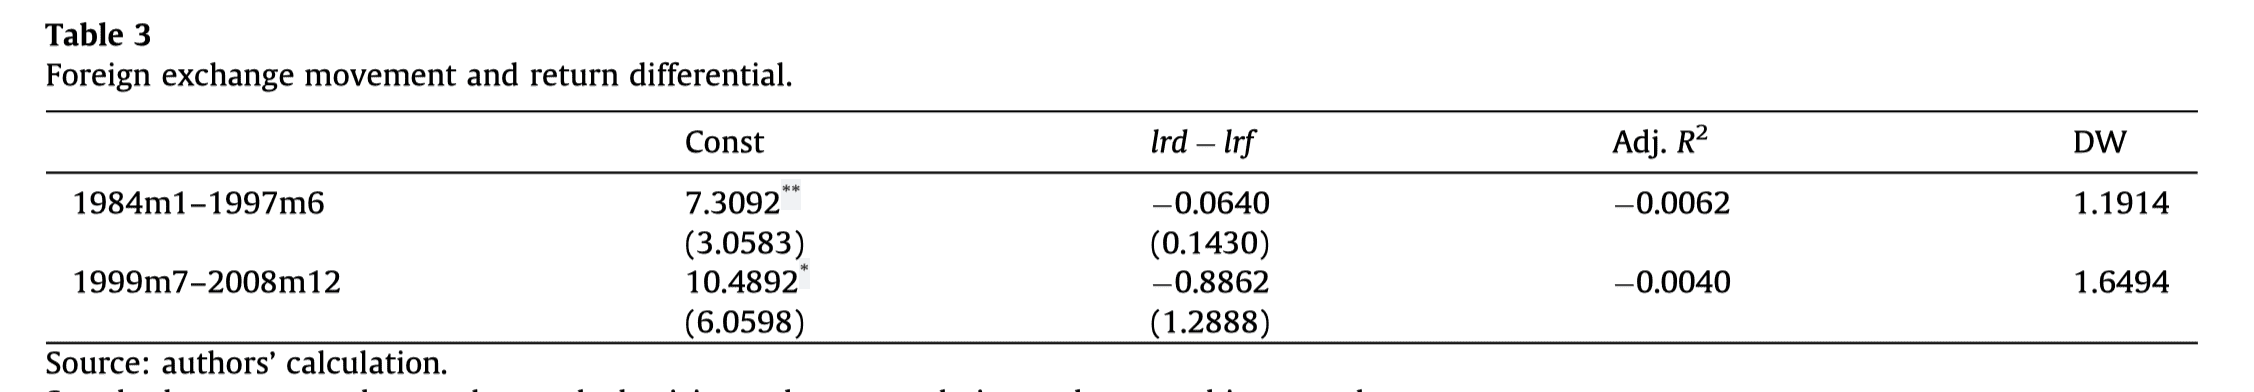 Table 3
Foreign exchange movement and return differential.
Const lrd − lrf Adj. R² DW
1984m1–1997m6 7.3092** −0.0640 −0.0062 1.1914
(3.0583) (0.1430)
1999m7–2008m12 10.4892* −0.8862 −0.0040 1.6494
(6.0598) (1.2888)
Source: authors’ calculation.